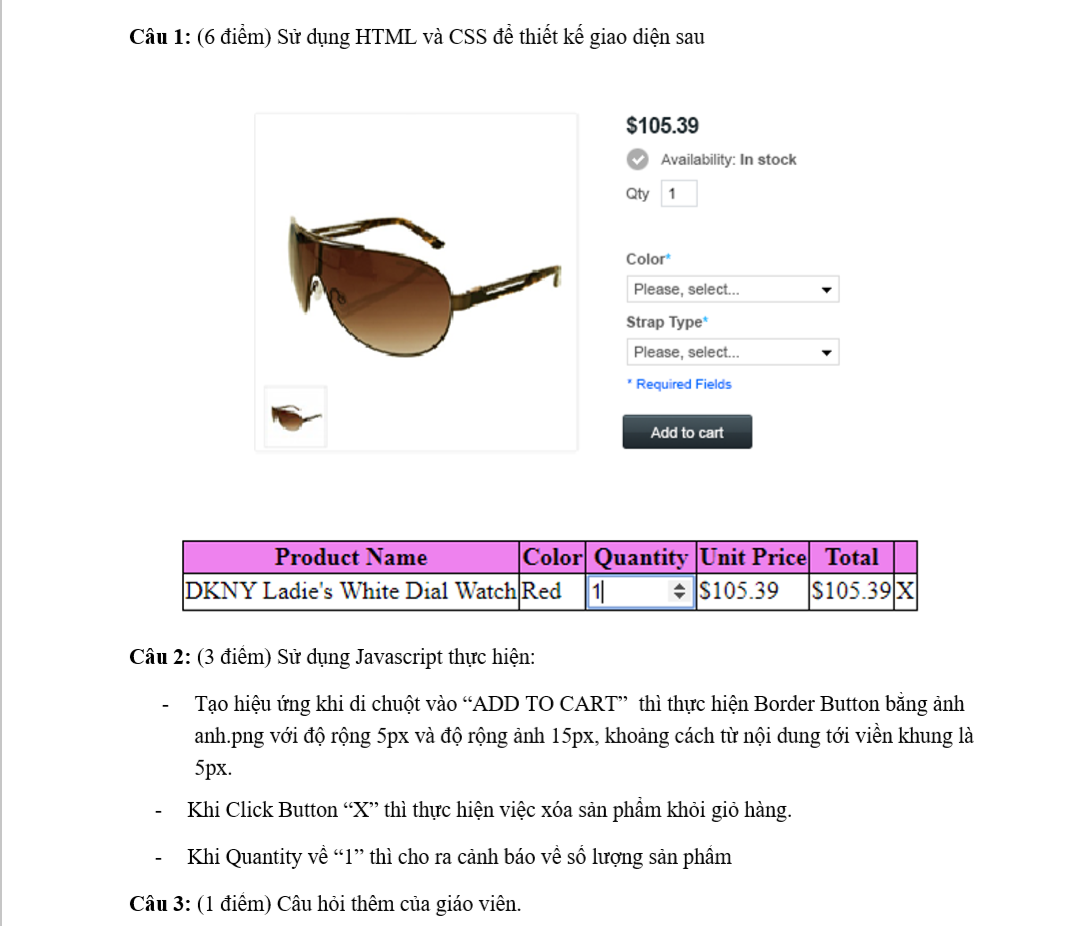 Câu 1: (6 điểm) Sử dụng HTML và CSS để thiết kế giao diện sau
$105.39
Availability: In stock
Qty 1
Color*
Please, select...
Strap Type*
Please, select...
* Required Fields
Add to cart
Product Name Color Quantity Unit Price Total
DKNY Ladie's White Dial Watch Red 1 $105.39 $105.39 X
Câu 2: (3 điểm) Sử dụng Javascript thực hiện:
- Tạo hiệu ứng khi di chuột vào “ADD TO CART” thì thực hiện Border Button bằng ảnh
anh.png với độ rộng 5px và độ rộng ảnh 15px, khoảng cách từ nội dung tới viền khung là
5px.
- Khi Click Button “X” thì thực hiện việc xóa sản phẩm khỏi giỏ hàng.
- Khi Quantity về “1” thì cho ra cảnh báo về số lượng sản phẩm
Câu 3: (1 điểm) Câu hỏi thêm của giáo viên.